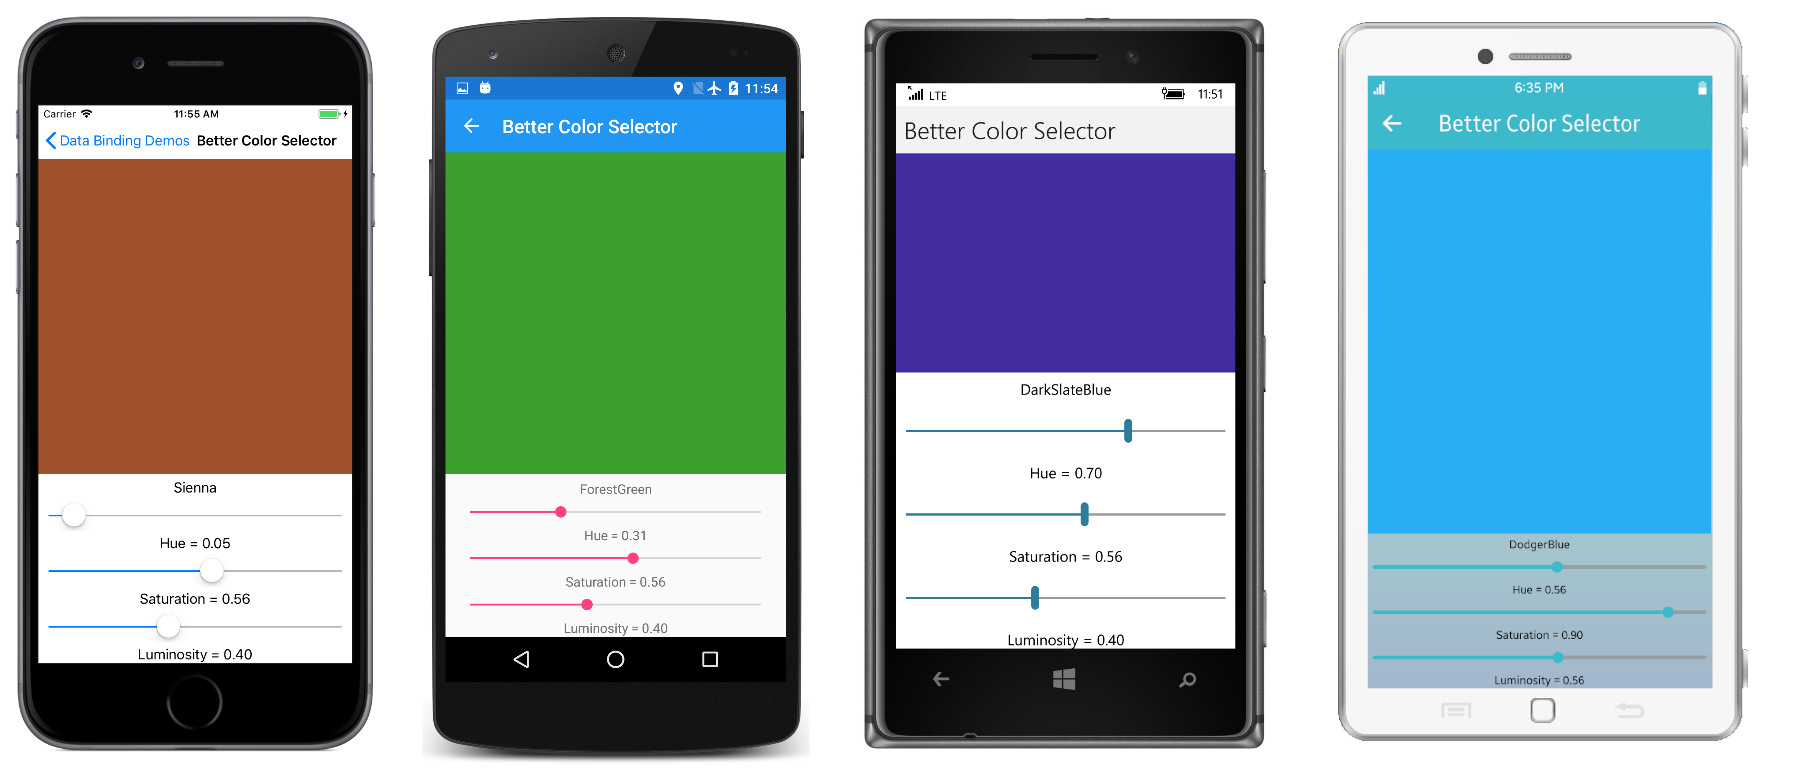 Carrier 11:55 AM
Data Binding Demos Better Color Selector
Sienna
Hue = 0.05
Saturation = 0.56
Luminosity = 0.40
11:54
Better Color Selector
ForestGreen
Hue = 0.31
Saturation = 0.56
Luminosity = 0.40
LTE 11:51
Better Color Selector
DarkSlateBlue
Hue = 0.70
Saturation = 0.56
Luminosity = 0.40
6:35 PM
Better Color Selector
DodgerBlue
Hue = 0.56
Saturation = 0.90
Luminosity = 0.56